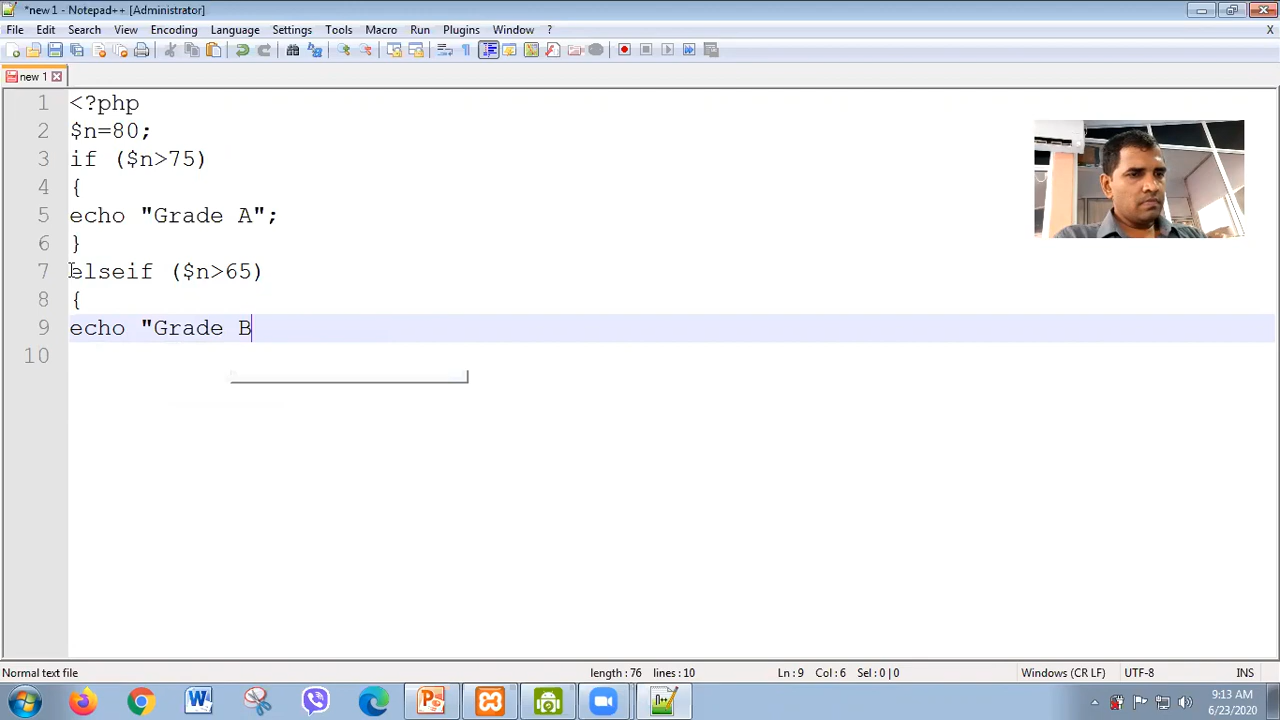 *new 1 - Notepad++ [Administrator]
File Edit Search View Encoding Language Settings Tools Macro Run Plugins Window ? X
new 1
1 <?php
2 $n=80;
3 if ($n>75)
4 {
5 echo "Grade A";
6 }
7 elseif ($n>65)
8 {
9 echo "Grade B
10
Normal text file length : 76 lines : 10 Ln : 9 Col : 6 Sel : 0 | 0 Windows (CR LF) UTF-8 INS
9:13 AM
6/23/2020